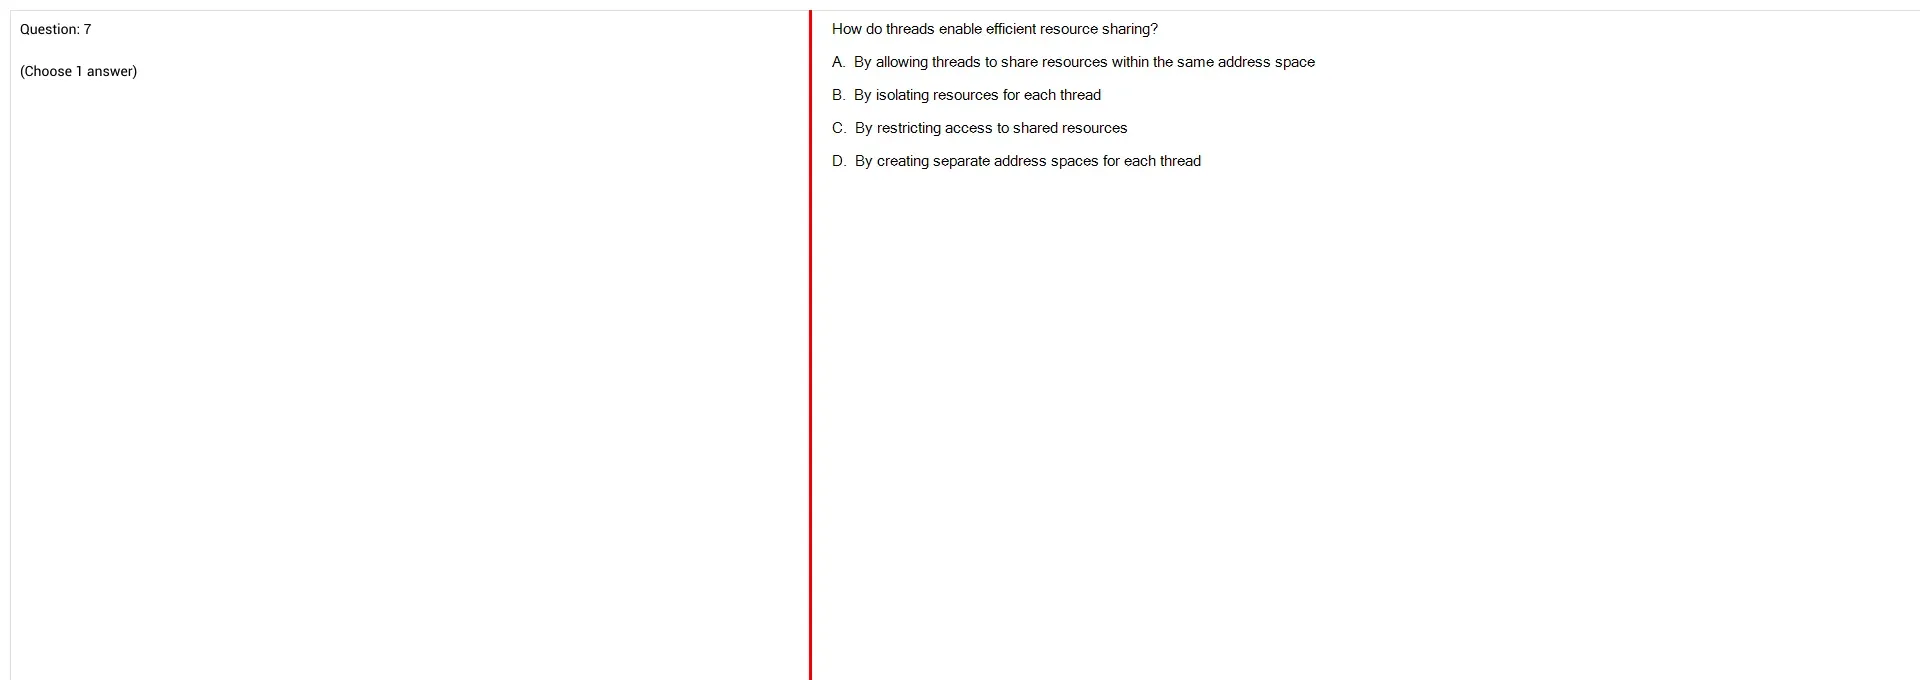 Question: 7
(Choose 1 answer)
How do threads enable efficient resource sharing?
A. By allowing threads to share resources within the same address space
B. By isolating resources for each thread
C. By restricting access to shared resources
D. By creating separate address spaces for each thread